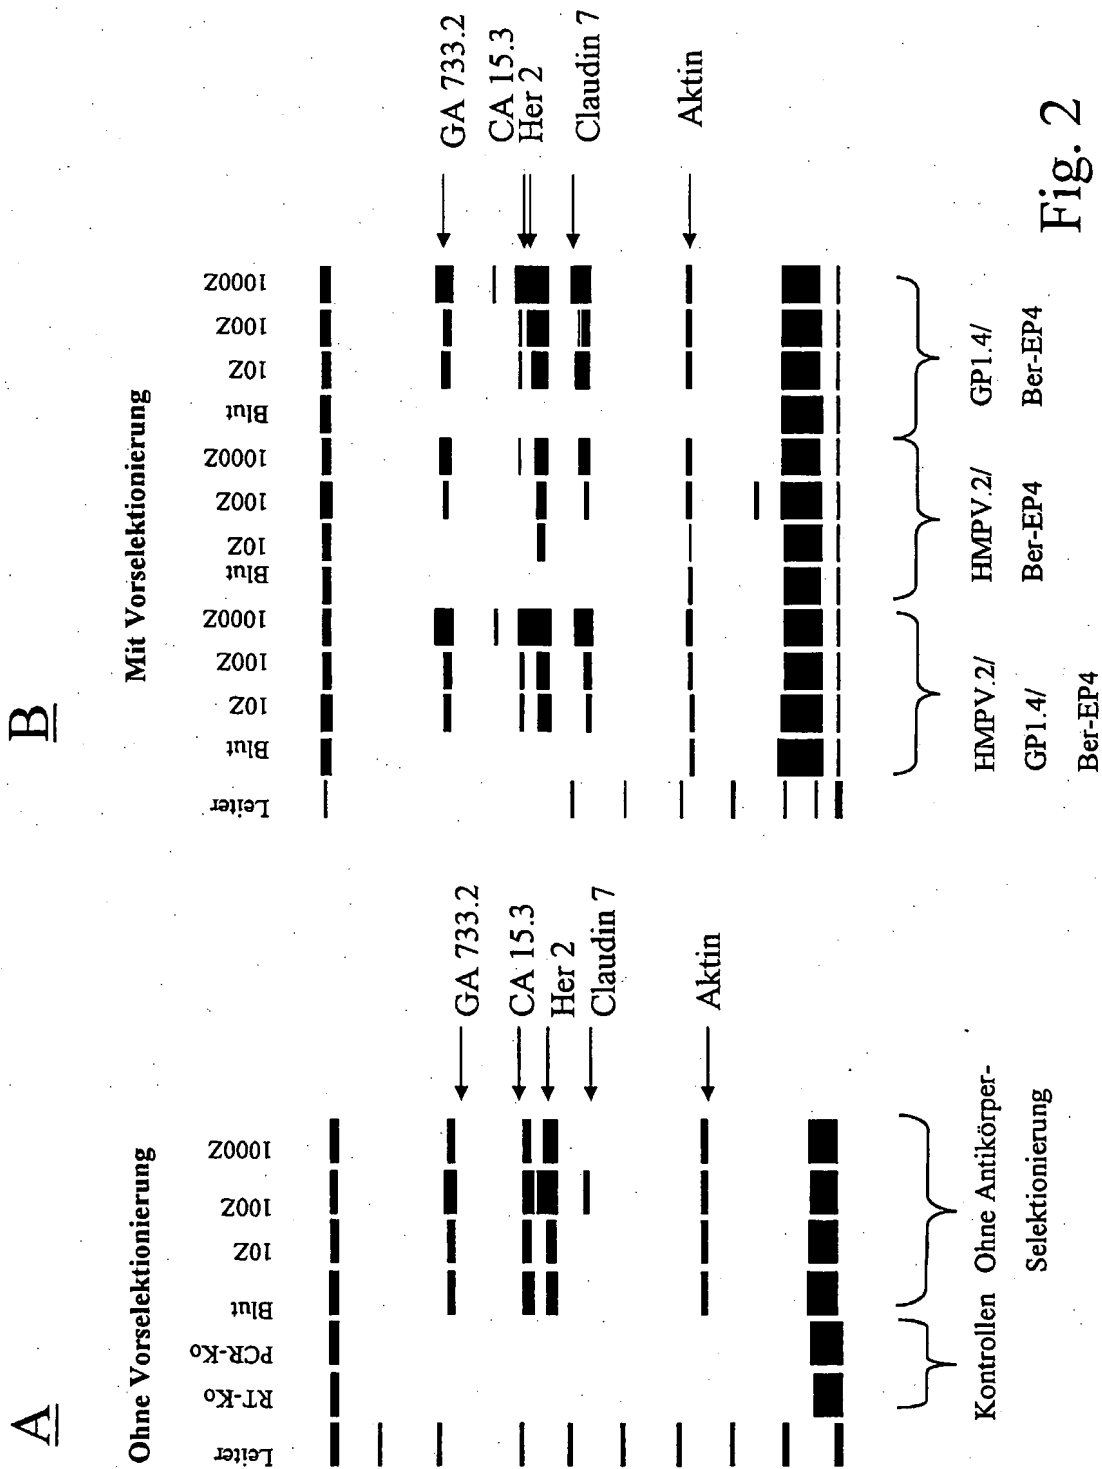 A
Ohne Vorselektionierung
Leiter
RT-Ko
PCR-Ko
Blut
10Z
100Z
1000Z
GA 733.2
CA 15.3
Her 2
Claudin 7
Aktin
Kontrollen
Ohne Antikörper-
Selektionierung
B
Mit Vorselektionierung
Leiter
Blut
10Z
100Z
1000Z
Blut
10Z
100Z
1000Z
Blut
10Z
100Z
1000Z
GA 733.2
CA 15.3
Her 2
Claudin 7
Aktin
HMPV.2/
GP1.4/
Ber-EP4
HMPV.2/
Ber-EP4
GP1.4/
Ber-EP4
Fig. 2